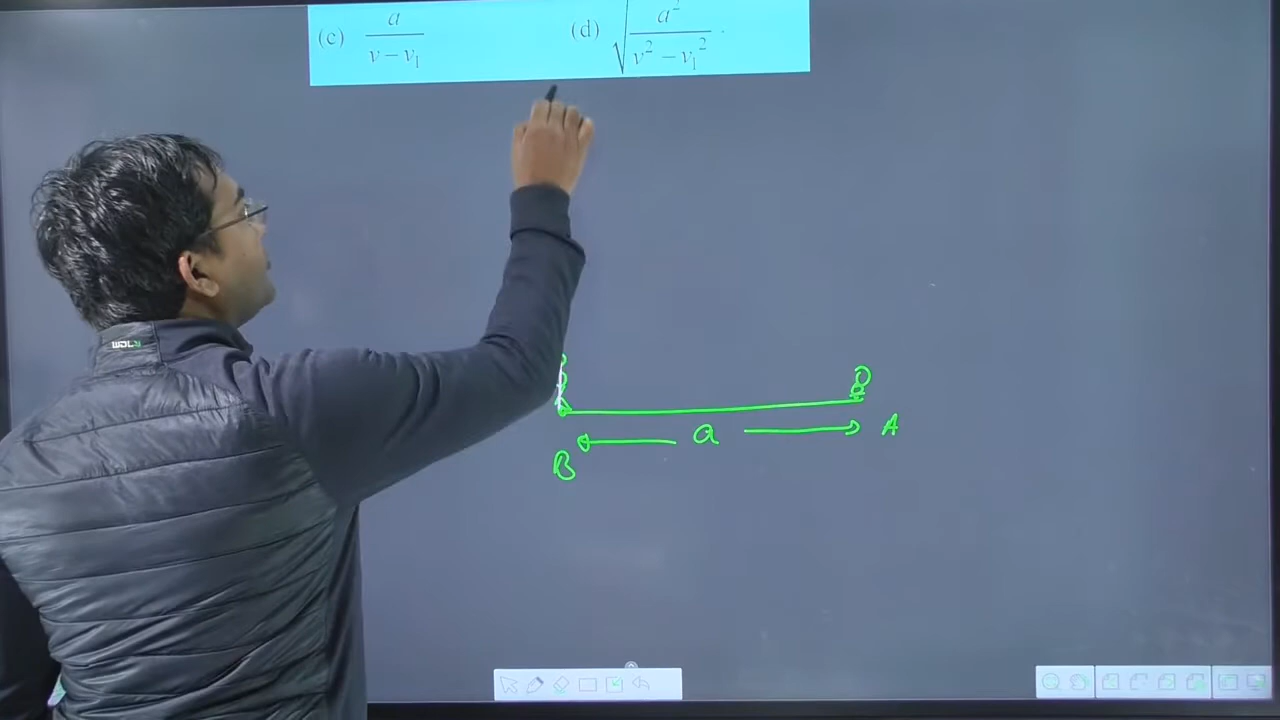 (c) a / (v − v₁) (d) √(a² / (v² − v₁²)) .
a
A
B